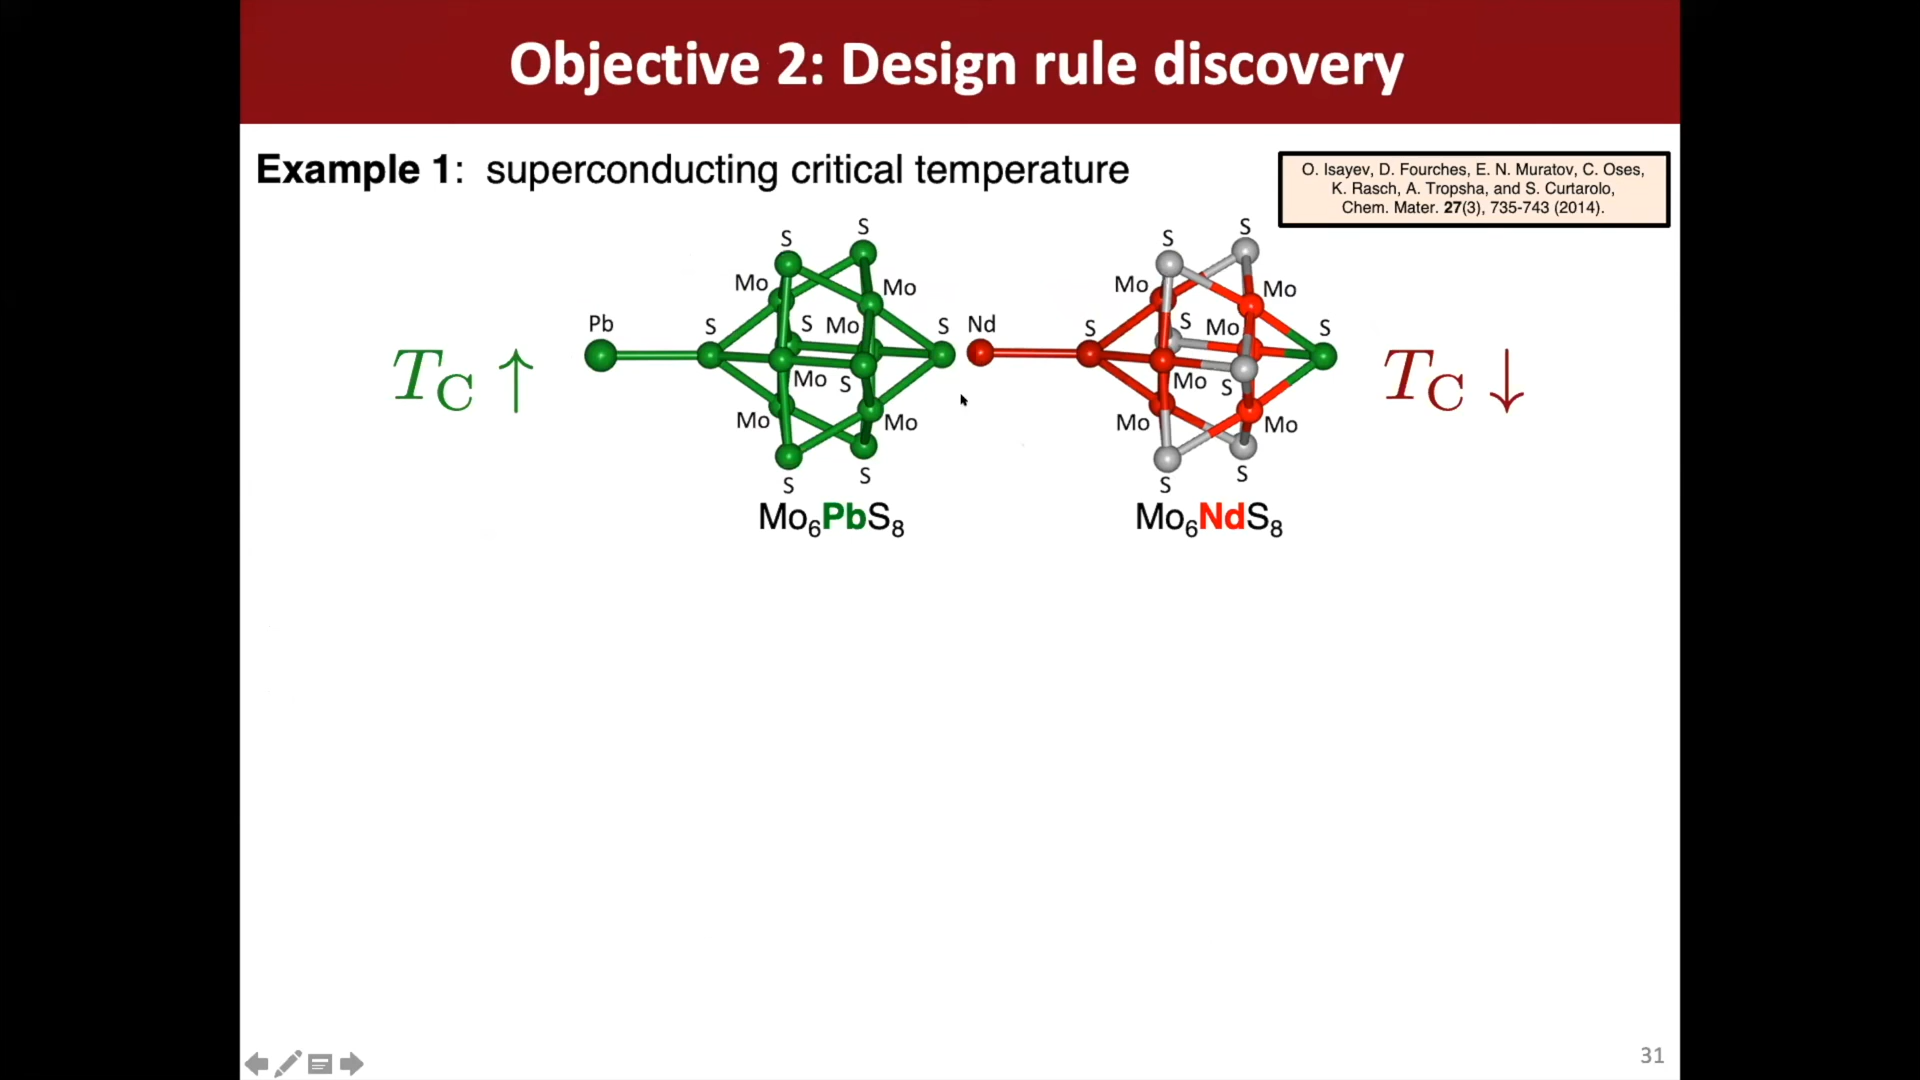 Objective 2: Design rule discovery
Example 1: superconducting critical temperature
O. Isayev, D. Fourches, E. N. Muratov, C. Oses,
K. Rasch, A. Tropsha, and S. Curtarolo,
Chem. Mater. 27(3), 735-743 (2014).
T_C ↑
Pb
S
S
S
Mo
Mo
S
Mo
S
Mo
S
Mo
Mo
S
S
Mo₆PbS₈
Nd
S
S
S
Mo
Mo
S
Mo
S
Mo
S
Mo
Mo
S
S
Mo₆NdS₈
T_C ↓
31